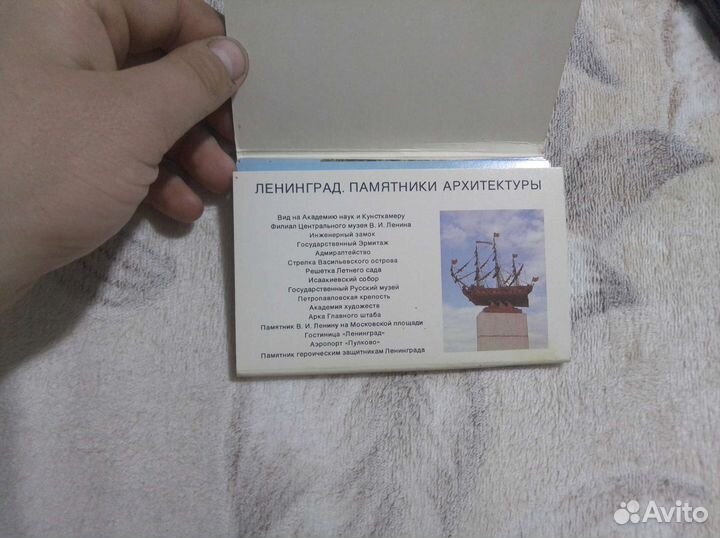 ЛЕНИНГРАД. ПАМЯТНИКИ АРХИТЕКТУРЫ
Вид на Академию наук и Кунсткамеру
Филиал Центрального музея В. И. Ленина
Инженерный замок
Государственный Эрмитаж
Адмиралтейство
Стрелка Васильевского острова
Решетка Летнего сада
Исаакиевский собор
Государственный Русский музей
Петропавловская крепость
Академия художеств
Арка Главного штаба
Памятник В. И. Ленину на Московской площади
Гостиница «Ленинград»
Аэропорт «Пулково»
Памятник героическим защитникам Ленинграда
Avito